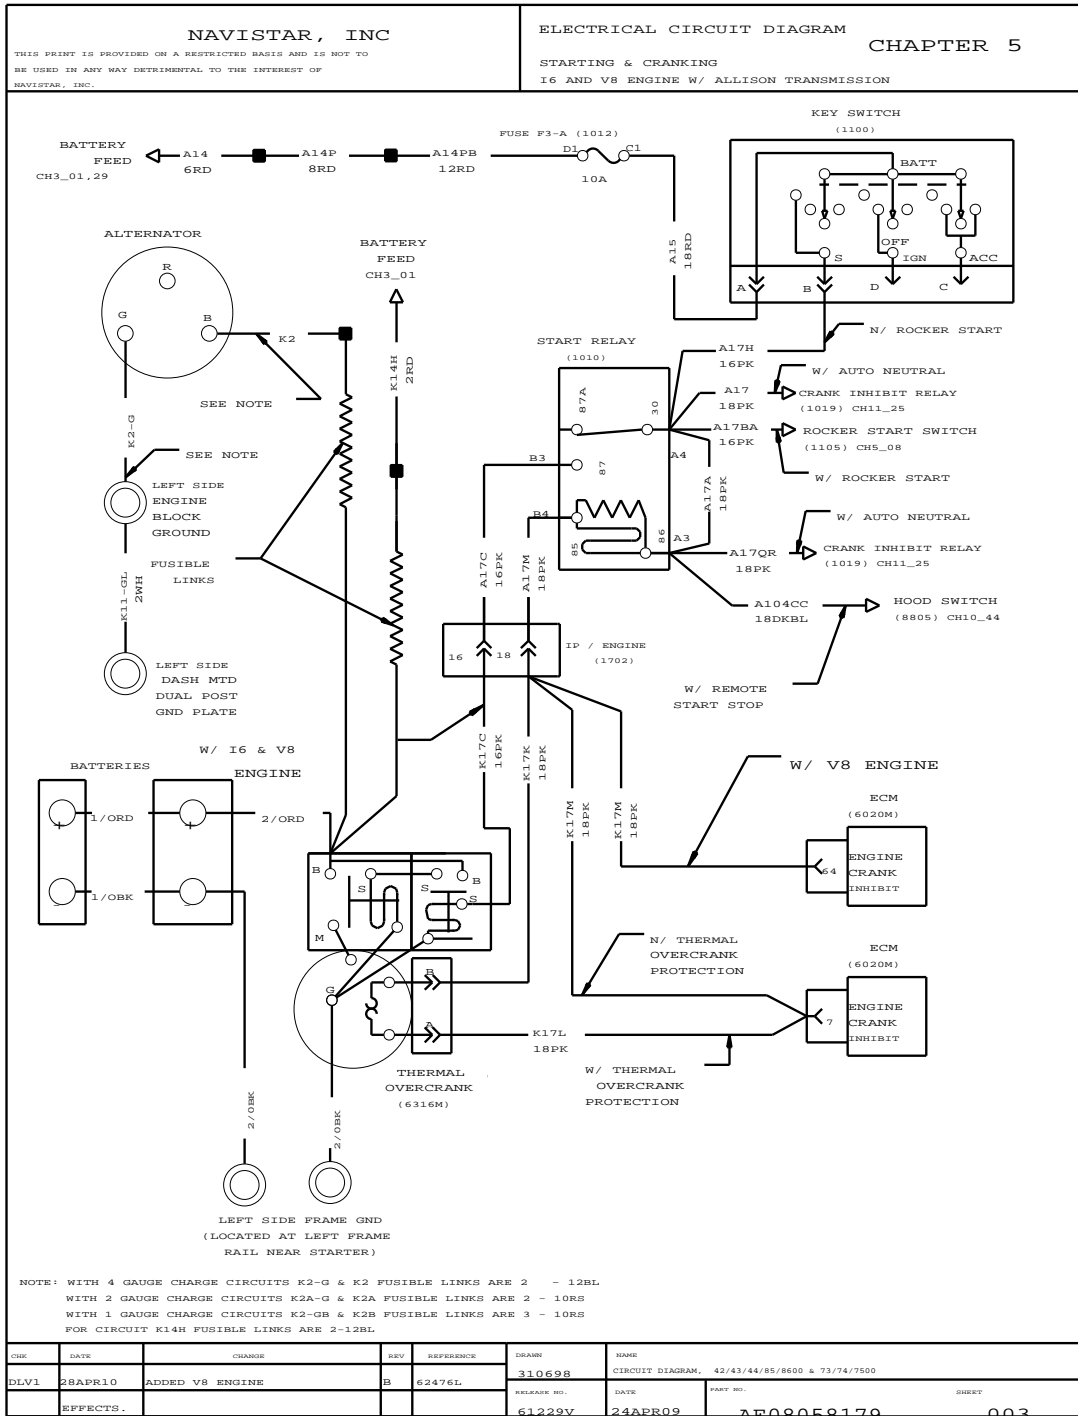 NAVISTAR, INC
THIS PRINT IS PROVIDED ON A RESTRICTED BASIS AND IS NOT TO
BE USED IN ANY WAY DETRIMENTAL TO THE INTEREST OF
NAVISTAR, INC.
ELECTRICAL CIRCUIT DIAGRAM
CHAPTER 5
STARTING & CRANKING
I6 AND V8 ENGINE W/ ALLISON TRANSMISSION
KEY SWITCH
(1100)
BATTERY
FEED
CH3_01,29
A14
6RD
A14P
8RD
A14PB
12RD
FUSE F3-A (1012)
D1
C1
10A
A15
18RD
BATT
OFF
S
IGN
ACC
A
B
D
C
ALTERNATOR
R
G
B
K2
BATTERY
FEED
CH3_01
K14H
2RD
SEE NOTE
K2-G
SEE NOTE
LEFT SIDE
ENGINE
BLOCK
GROUND
K11-GL
2WH
FUSIBLE
LINKS
LEFT SIDE
DASH MTD
DUAL POST
GND PLATE
START RELAY
(1010)
87A
30
87
86
85
B3
B4
A4
A3
A17H
16PK
N/ ROCKER START
W/ AUTO NEUTRAL
A17
18PK
CRANK INHIBIT RELAY
(1019) CH11_25
A17BA
16PK
ROCKER START SWITCH
(1105) CH5_08
W/ ROCKER START
A17A
18PK
W/ AUTO NEUTRAL
A17QR
18PK
CRANK INHIBIT RELAY
(1019) CH11_25
A104CC
18DKBL
HOOD SWITCH
(8805) CH10_44
W/ REMOTE
START STOP
A17C
16PK
A17M
18PK
16
18
IP / ENGINE
(1702)
K17C
16PK
K17K
18PK
K17M
18PK
K17M
18PK
W/ I6 & V8
ENGINE
BATTERIES
1/ORD
2/ORD
1/OBK
+
+
-
-
B
S
S
B
S
M
G
B
A
W/ V8 ENGINE
ECM
(6020M)
64
ENGINE
CRANK
INHIBIT
N/ THERMAL
OVERCRANK
PROTECTION
ECM
(6020M)
7
ENGINE
CRANK
INHIBIT
K17L
18PK
W/ THERMAL
OVERCRANK
PROTECTION
THERMAL
OVERCRANK
(6316M)
2/0BK
2/0BK
LEFT SIDE FRAME GND
(LOCATED AT LEFT FRAME
RAIL NEAR STARTER)
NOTE: WITH 4 GAUGE CHARGE CIRCUITS K2-G & K2 FUSIBLE LINKS ARE 2 - 12BL
WITH 2 GAUGE CHARGE CIRCUITS K2A-G & K2A FUSIBLE LINKS ARE 2 - 10RS
WITH 1 GAUGE CHARGE CIRCUITS K2-GB & K2B FUSIBLE LINKS ARE 3 - 10RS
FOR CIRCUIT K14H FUSIBLE LINKS ARE 2-12BL
CHK DATE CHANGE REV REFERENCE
DLV1 28APR10 ADDED V8 ENGINE B 62476L
EFFECTS.
DRAWN
310698
NAME
CIRCUIT DIAGRAM, 42/43/44/85/8600 & 73/74/7500
RELEASE NO.
61229V
DATE
24APR09
PART NO.
AF08058179
SHEET
003